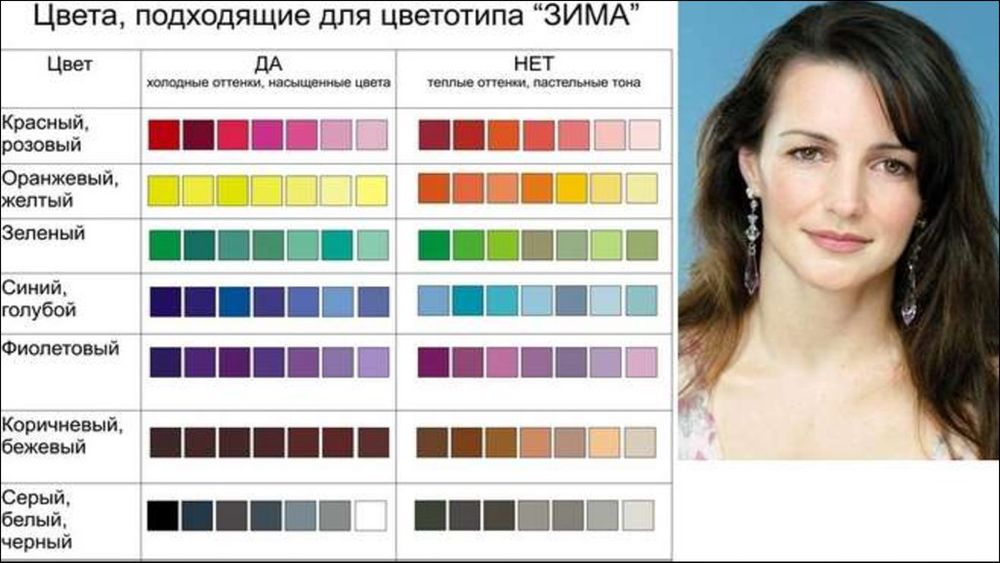 Цвета, подходящие для цветотипа “ЗИМА”
Цвет
ДА
холодные оттенки, насыщенные цвета
НЕТ
теплые оттенки, пастельные тона
Красный,
розовый
Оранжевый,
желтый
Зеленый
Синий,
голубой
Фиолетовый
Коричневый,
бежевый
Серый,
белый,
черный